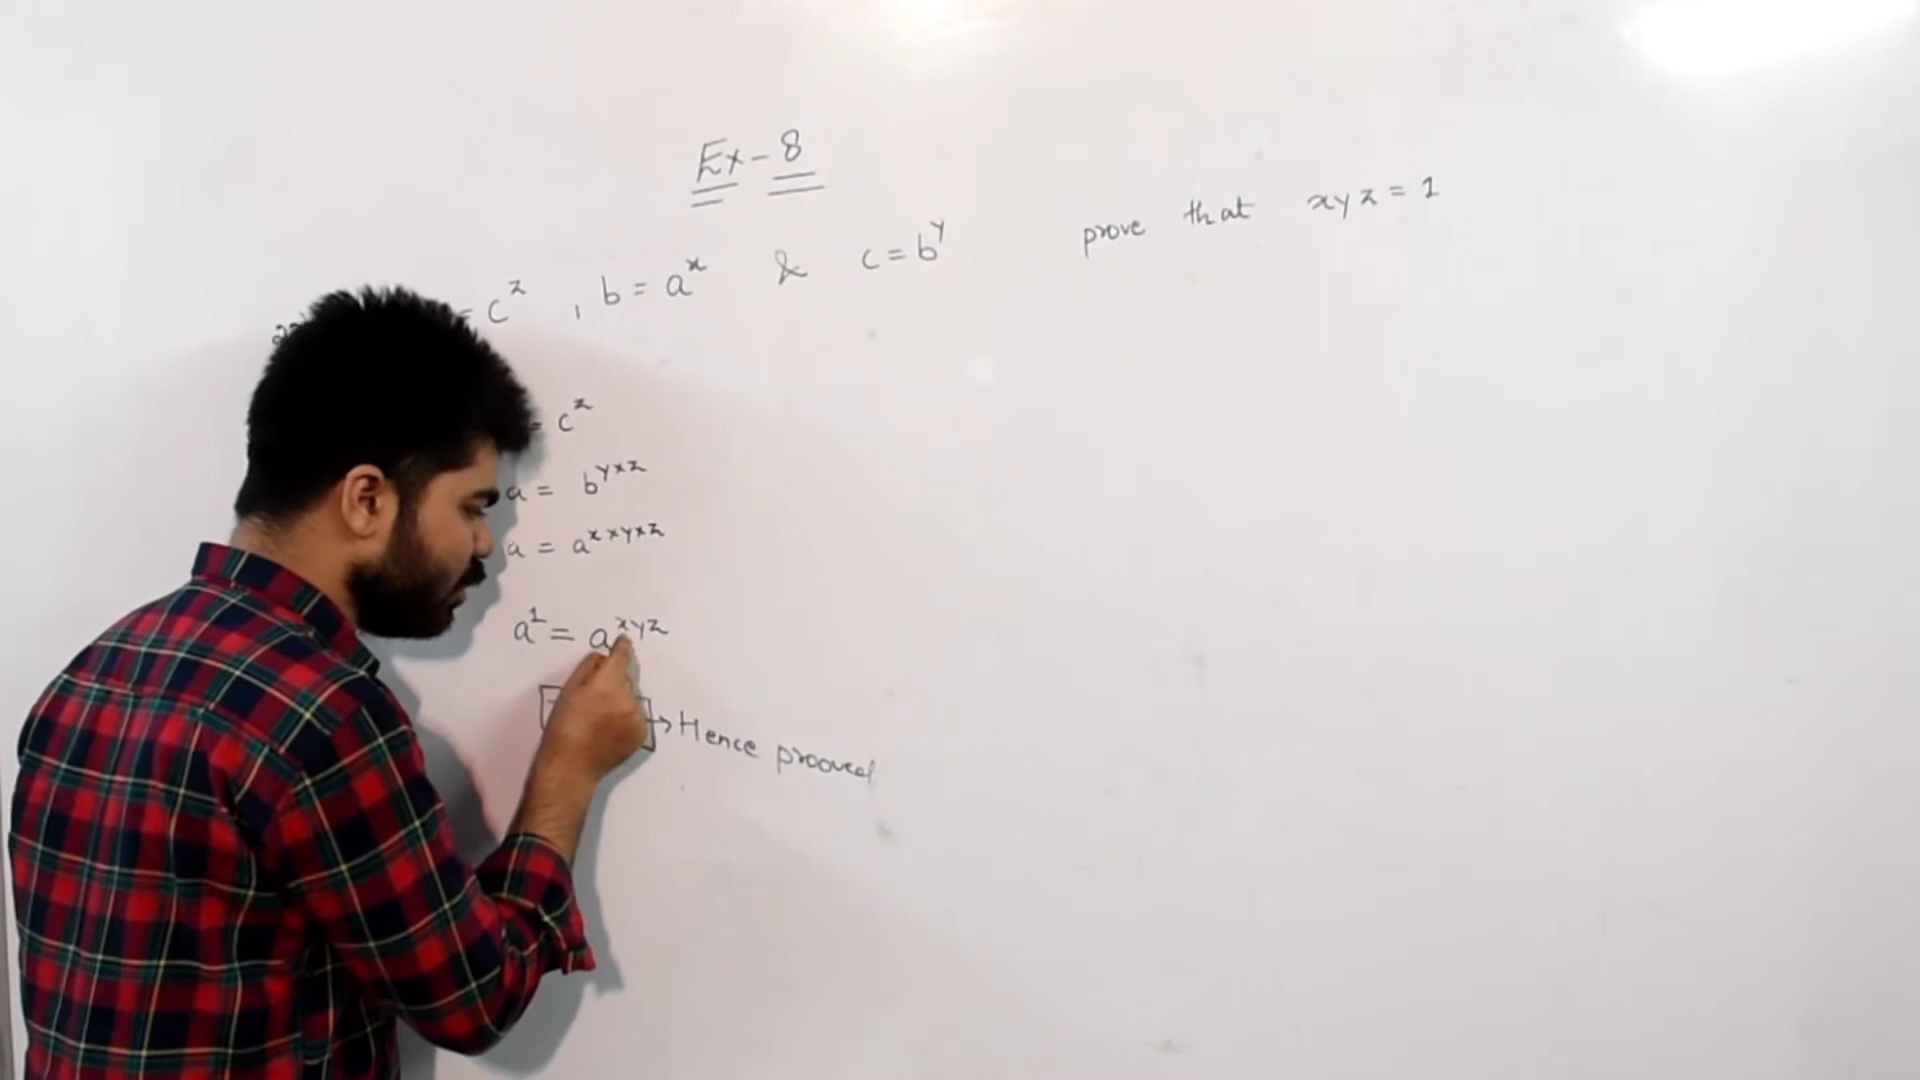 Ex-8
= c^z , b = a^x & c = b^y prove that xyz = 1
= c^z
a = b^y×z
a = a^x×y×z
a^1 = a^xyz
→ Hence prooved